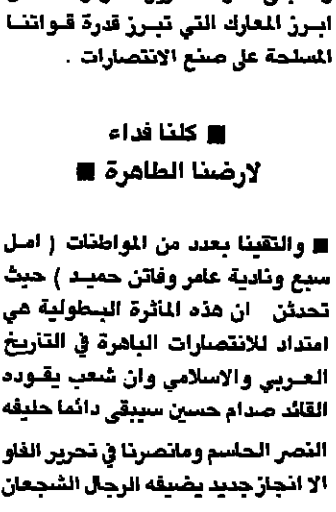 ابرز المعارك التي تبرز قدرة قواتنا
المسلحة على صنع الانتصارات .
■ كلنا فداء
لارضنا الطاهرة ■
■ والتقينا بعدد من المواطنات ( امل
سبع ونادية عامر وفاتن حميد ) حيث
تحدثن ان هذه المأثرة البطولية هي
امتداد للانتصارات الباهرة في التأريخ
العربي والاسلامي وان شعب يقوده
القائد صدام حسين سيبقى دائما حليفه
النصر الحاسم ومانصرنا في تحرير الفاو
الا انجاز جديد يضيفه الرجال الشجعان